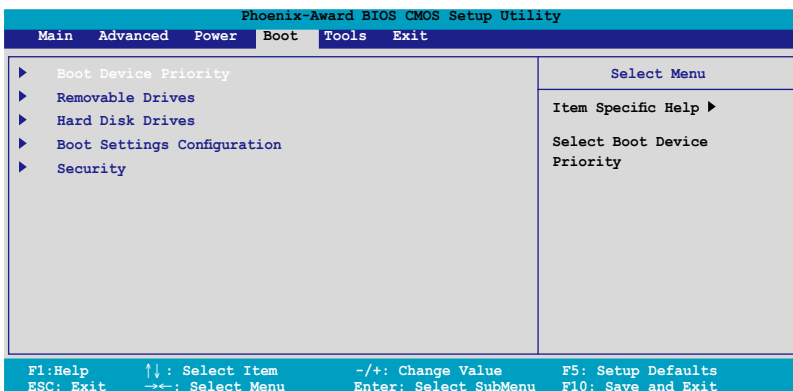 Phoenix-Award BIOS CMOS Setup Utility
Main Advanced Power Boot Tools Exit
Boot Device Priority
Removable Drives
Hard Disk Drives
Boot Settings Configuration
Security
Select Menu
Item Specific Help
Select Boot Device
Priority
F1:Help ↑↓: Select Item -/+: Change Value F5: Setup Defaults
ESC: Exit →←: Select Menu Enter: Select SubMenu F10: Save and Exit